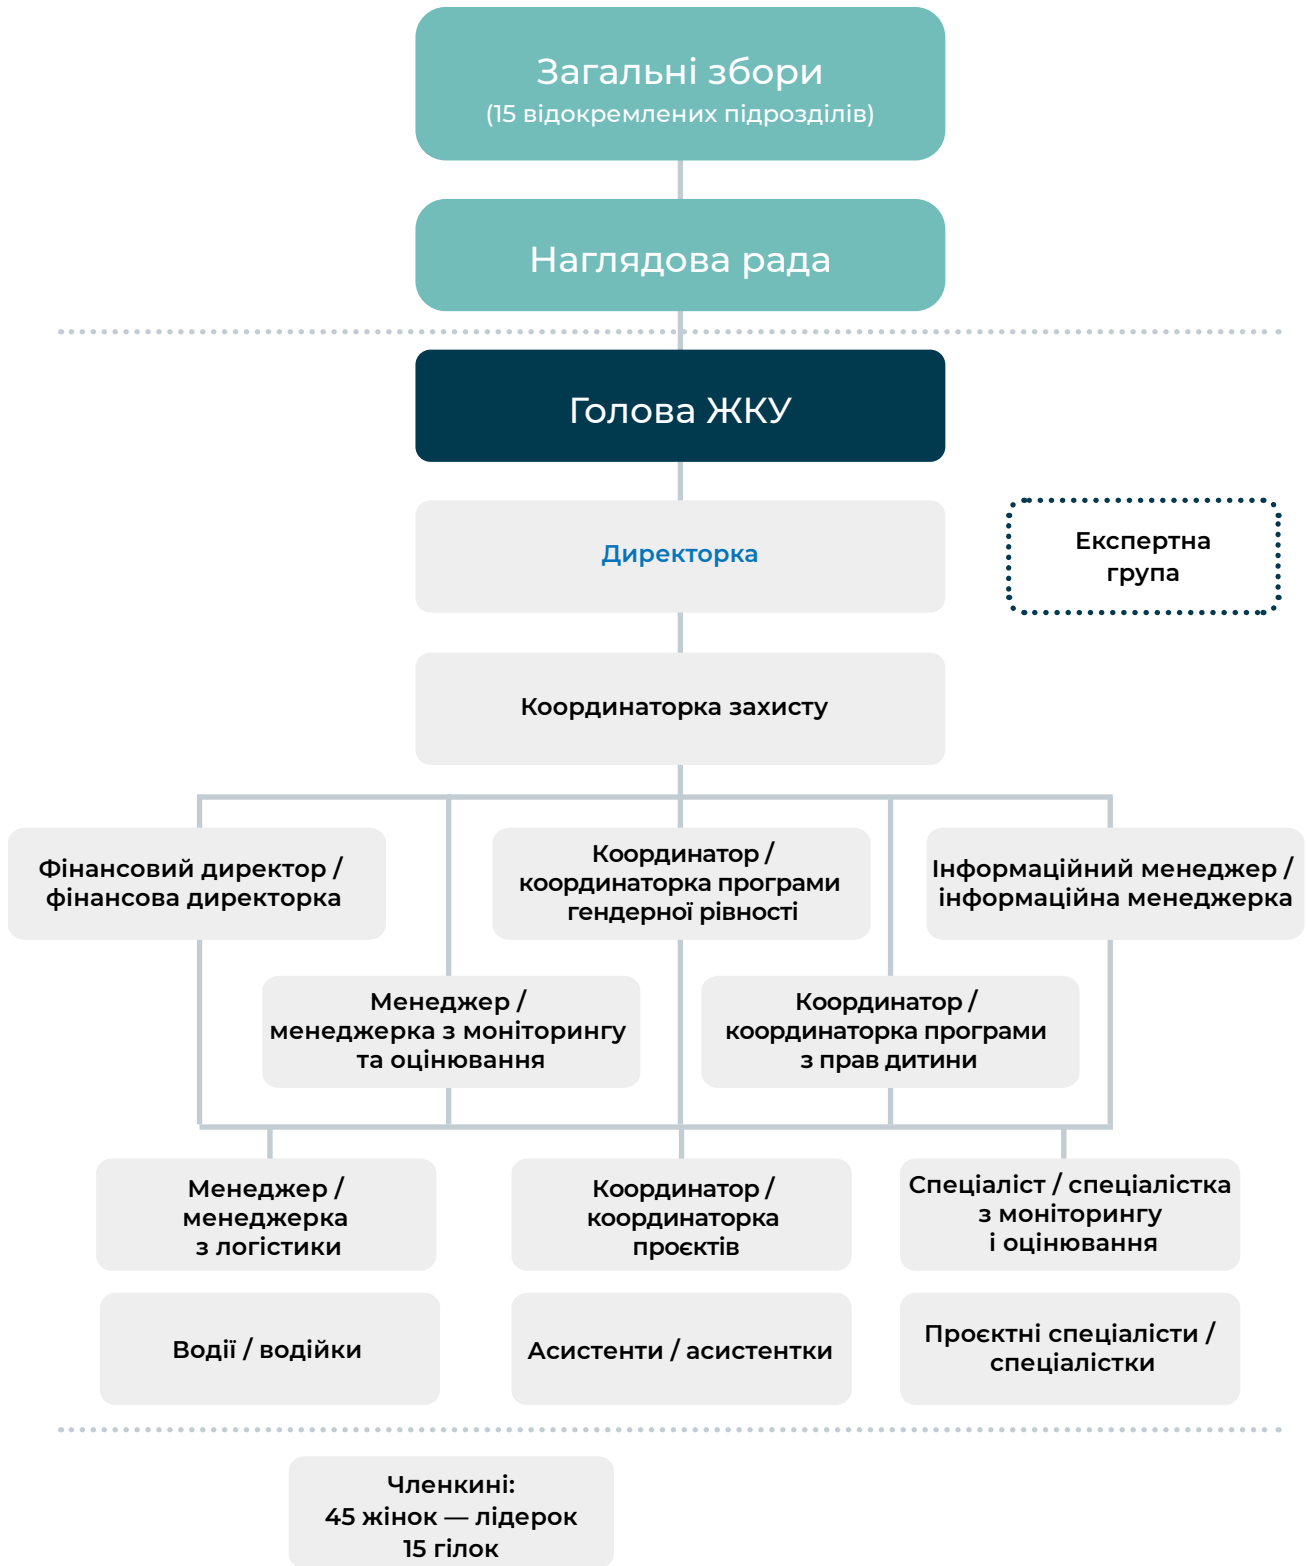 Загальні збори
(15 відокремлених підрозділів)
Наглядова рада
Голова ЖКУ
Директорка
Експертна
група
Координаторка захисту
Фінансовий директор /
фінансова директорка
Координатор /
координаторка програми
гендерної рівності
Інформаційний менеджер /
інформаційна менеджерка
Менеджер /
менеджерка з моніторингу
та оцінювання
Координатор /
координаторка програми
з прав дитини
Менеджер /
менеджерка
з логістики
Координатор /
координаторка
проєктів
Спеціаліст / спеціалістка
з моніторингу
і оцінювання
Водії / водійки
Асистенти / асистентки
Проєктні спеціалісти /
спеціалістки
Членкині:
45 жінок — лідерок
15 гілок